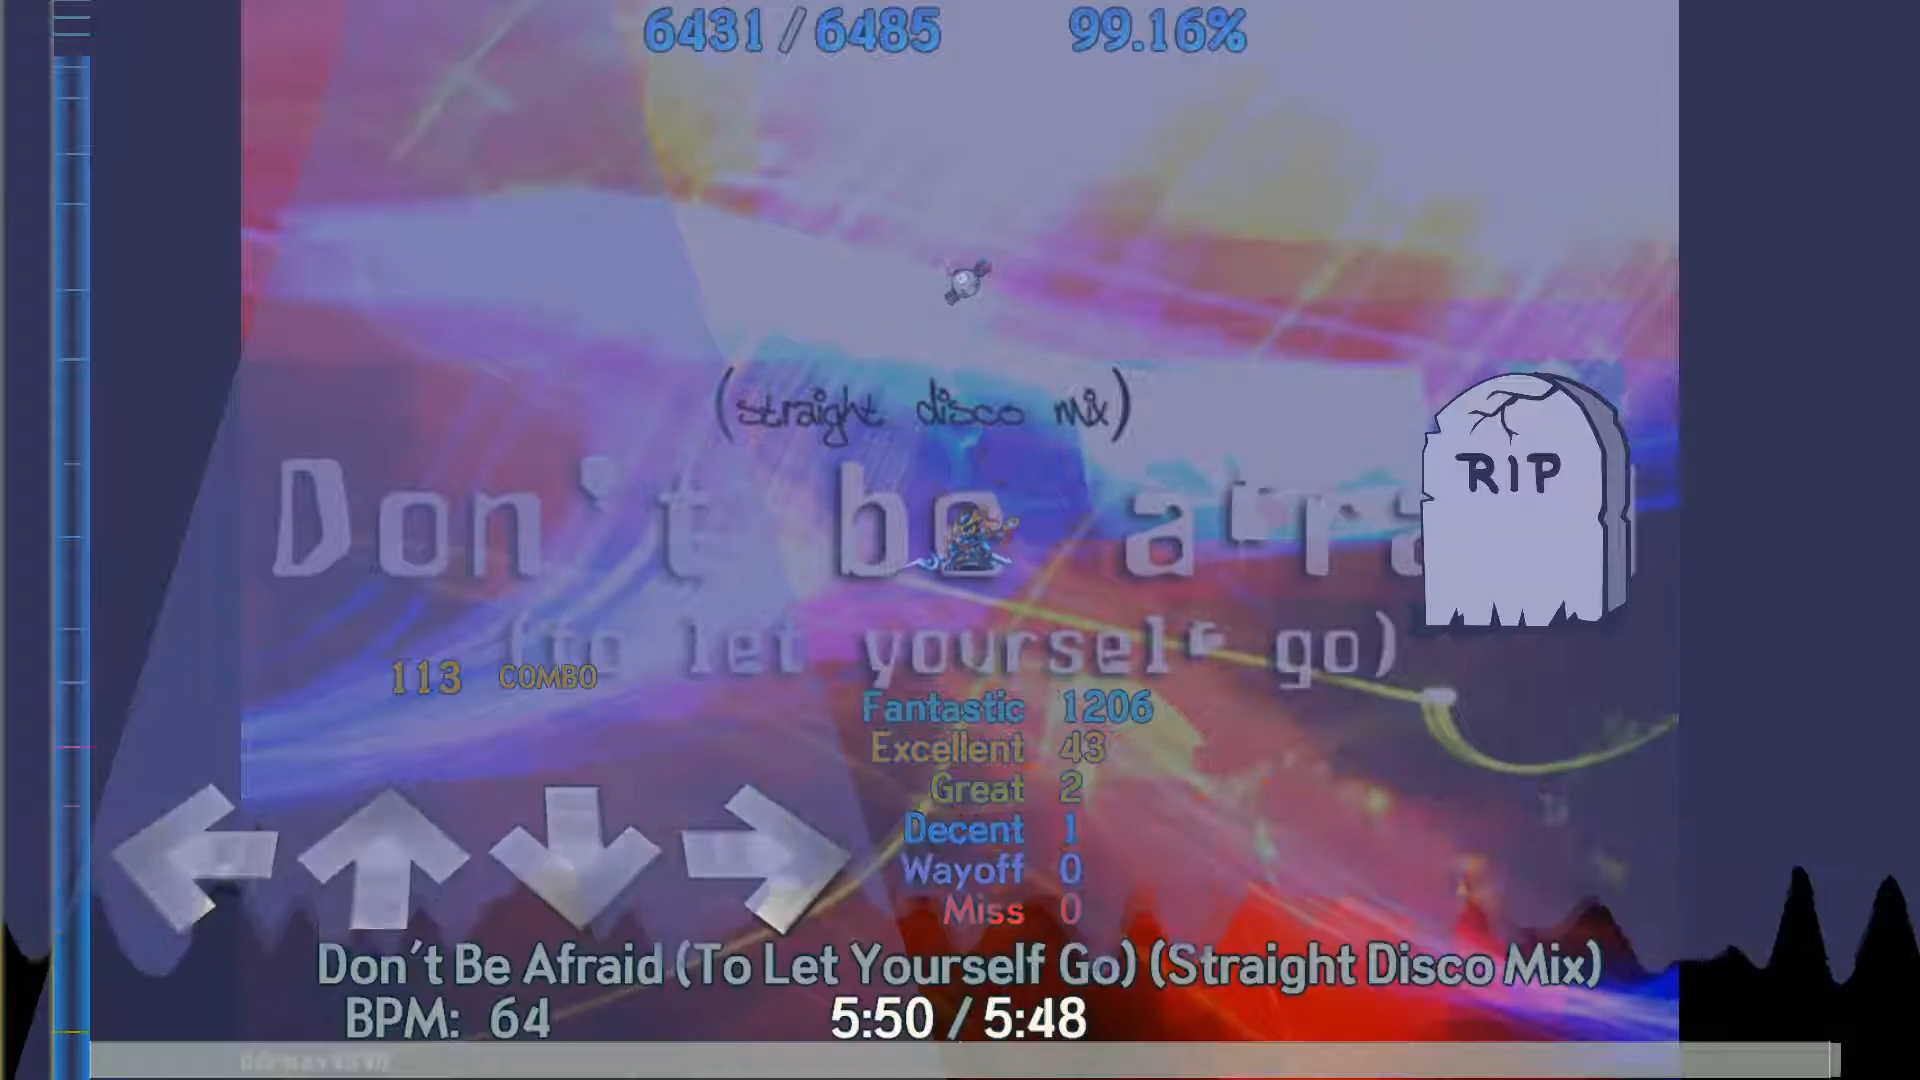 6431 / 6485 99.16%
(straight disco mix)
RIP
Don't be afra
(to let yourself go)
113 COMBO
Fantastic 1206
Excellent 43
Great 2
Decent 1
Wayoff 0
Miss 0
Don't Be Afraid (To Let Yourself Go) (Straight Disco Mix)
BPM: 64 5:50 / 5:48